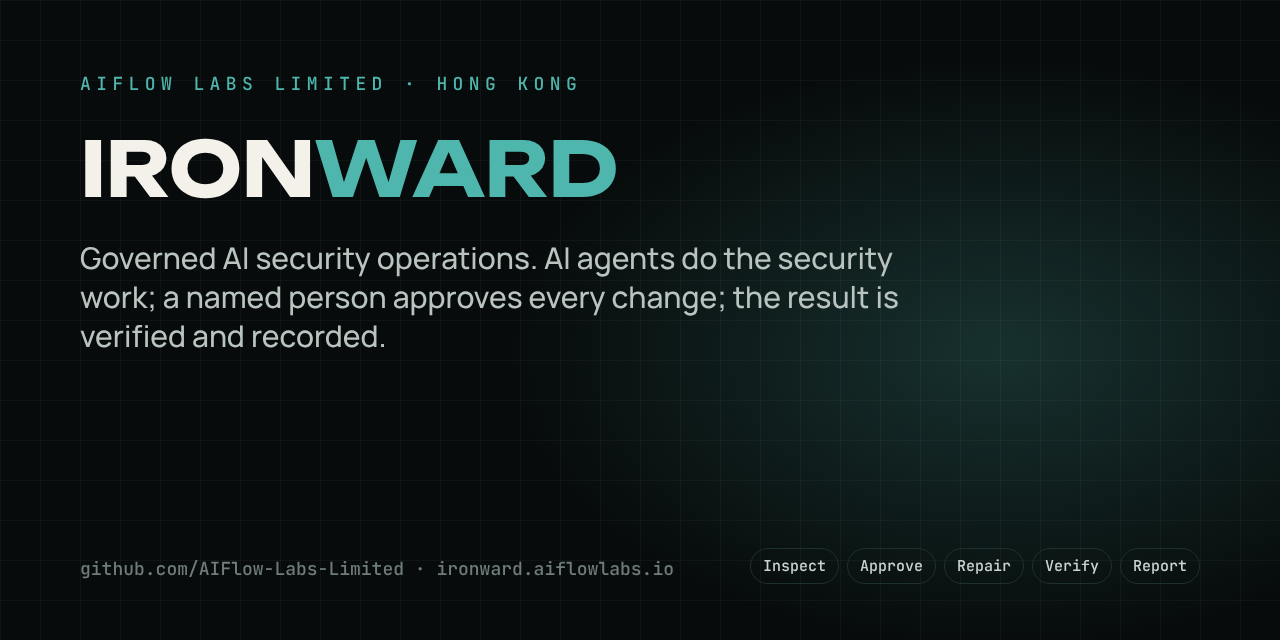 AIFLOW LABS LIMITED · HONG KONG
IRONWARD
Governed AI security operations. AI agents do the security
work; a named person approves every change; the result is
verified and recorded.
github.com/AIFlow-Labs-Limited · ironward.aiflowlabs.io
Inspect Approve Repair Verify Report